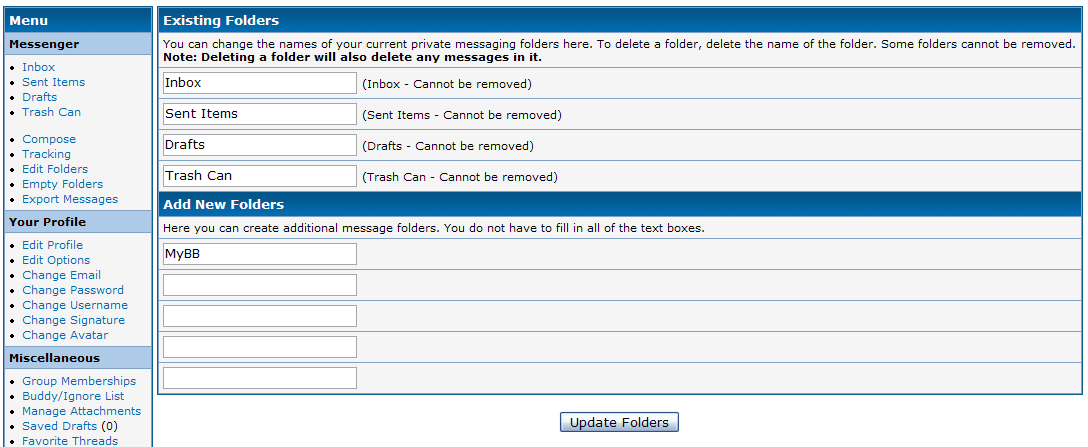 Menu
Messenger
Inbox
Sent Items
Drafts
Trash Can
Compose
Tracking
Edit Folders
Empty Folders
Export Messages
Your Profile
Edit Profile
Edit Options
Change Email
Change Password
Change Username
Change Signature
Change Avatar
Miscellaneous
Group Memberships
Buddy/Ignore List
Manage Attachments
Saved Drafts (0)
Favorite Threads
Existing Folders
You can change the names of your current private messaging folders here. To delete a folder, delete the name of the folder. Some folders cannot be removed.
Note: Deleting a folder will also delete any messages in it.
Inbox (Inbox - Cannot be removed)
Sent Items (Sent Items - Cannot be removed)
Drafts (Drafts - Cannot be removed)
Trash Can (Trash Can - Cannot be removed)
Add New Folders
Here you can create additional message folders. You do not have to fill in all of the text boxes.
MyBB
Update Folders